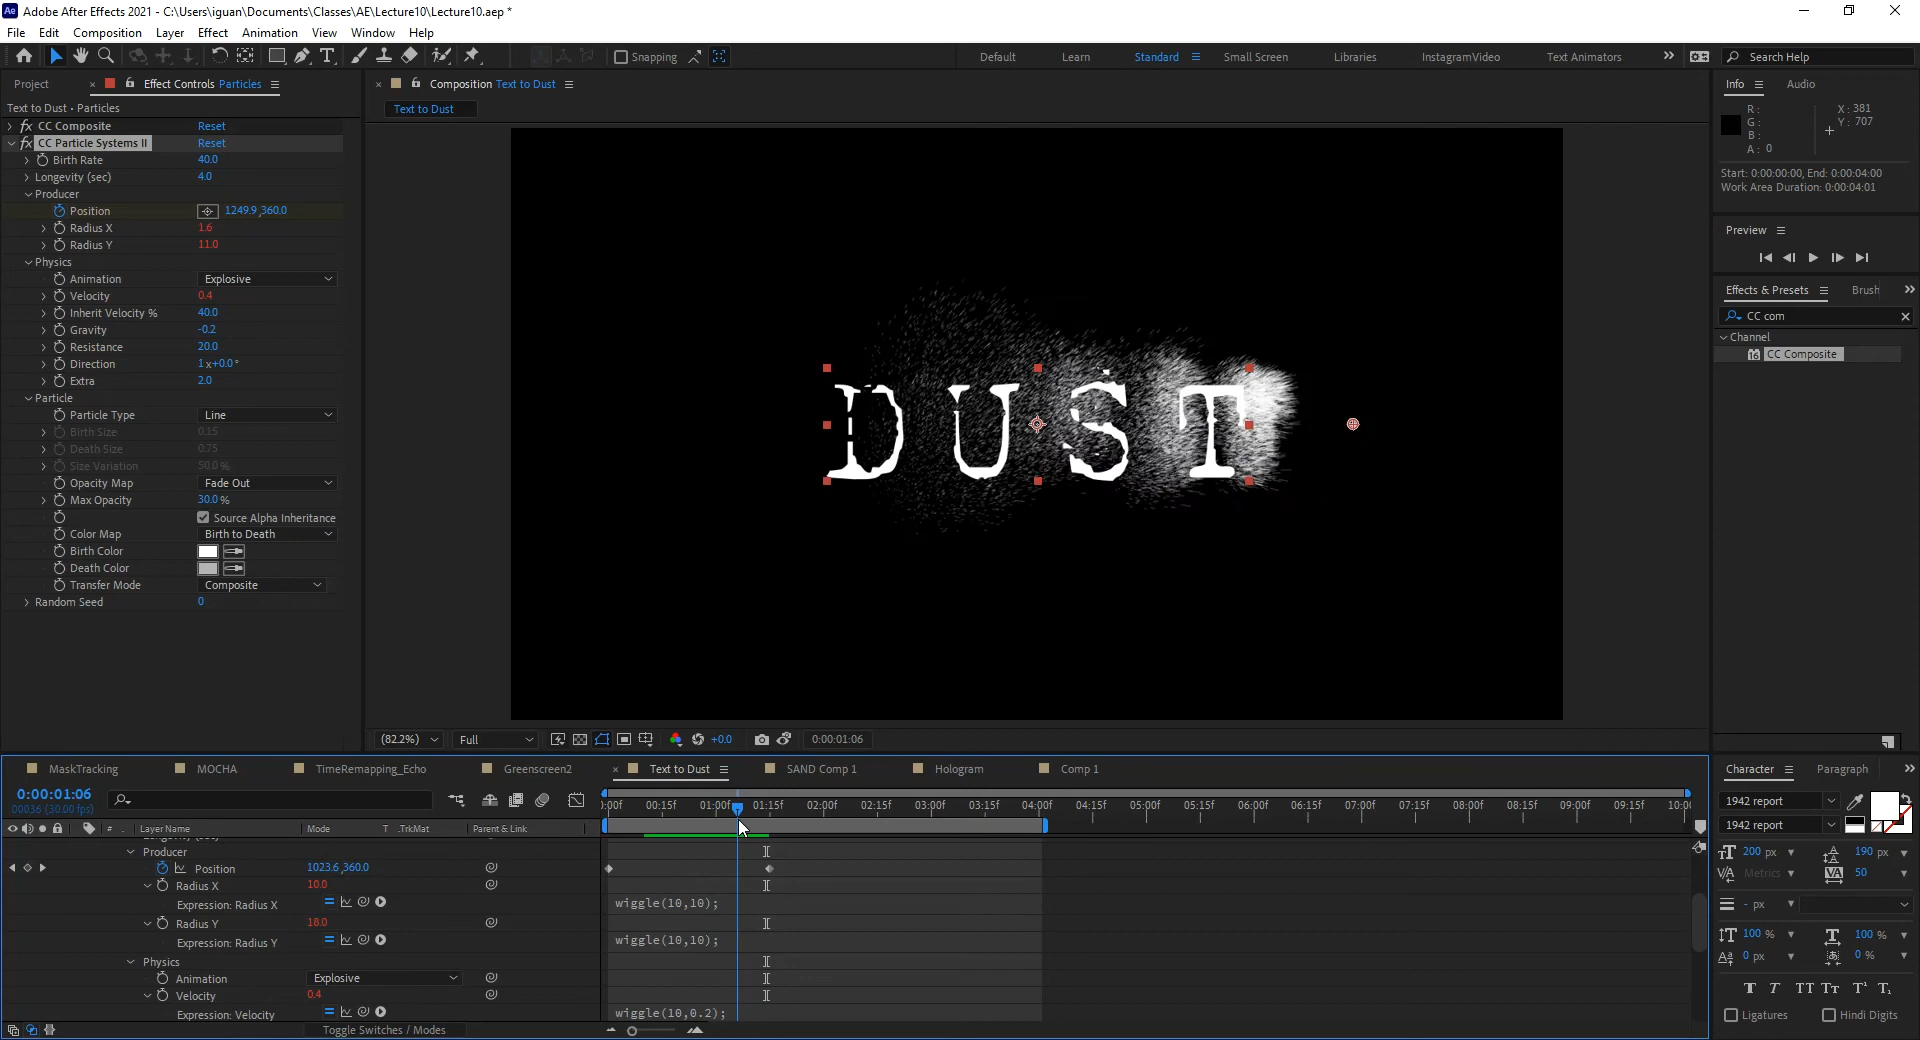 Ae Adobe After Effects 2021 - C:\Users\iguan\Documents\Classes\AE\Lecture10\Lecture10.aep *
File Edit Composition Layer Effect Animation View Window Help
Snapping Default Learn Standard Small Screen Libraries InstagramVideo Text Animators Search Help
Project Effect Controls Particles
Text to Dust • Particles
fx CC Composite Reset
fx CC Particle Systems II Reset
Birth Rate 40.0
Longevity (sec) 4.0
Producer
Position 1249.9,360.0
Radius X 1.6
Radius Y 11.0
Physics
Animation Explosive
Velocity 0.4
Inherit Velocity % 40.0
Gravity -0.2
Resistance 20.0
Direction 1x+0.0°
Extra 2.0
Particle
Particle Type Line
Birth Size 0.15
Death Size 0.75
Size Variation 50.0%
Opacity Map Fade Out
Max Opacity 30.0%
Source Alpha Inheritance
Color Map Birth to Death
Birth Color
Death Color
Transfer Mode Composite
Random Seed 0
Composition Text to Dust
Text to Dust
DUST
(82.2%) Full +0.0 0:00:01:06
Info Audio
R:
G:
B:
A: 0
X: 381
Y: 707
Start: 0:00:00:00, End: 0:00:04:00
Work Area Duration: 0:00:04:01
Preview
Effects & Presets Brush
CC com
Channel
16 CC Composite
MaskTracking MOCHA TimeRemapping_Echo Greenscreen2 Text to Dust SAND Comp 1 Hologram Comp 1
0:00:01:06
00036 (30.00 fps)
):00f 00:15f 01:00f 01:15f 02:00f 02:15f 03:00f 03:15f 04:00f 04:15f 05:00f 05:15f 06:00f 06:15f 07:00f 07:15f 08:00f 08:15f 09:00f 09:15f 10:0
# Layer Name Mode T .TrkMat Parent & Link
Producer
Position 1023.6,360.0
Radius X 10.0
Expression: Radius X wiggle(10,10);
Radius Y 18.0
Expression: Radius Y wiggle(10,10);
Physics
Animation Explosive
Velocity 0.4
Expression: Velocity wiggle(10,0.2);
Toggle Switches / Modes
Character Paragraph
1942 report
1942 report
200 px 190 px
Metrics 50
- px
100 % 100 %
0 px 0 %
T T TT Tт T¹ T₁
Ligatures Hindi Digits